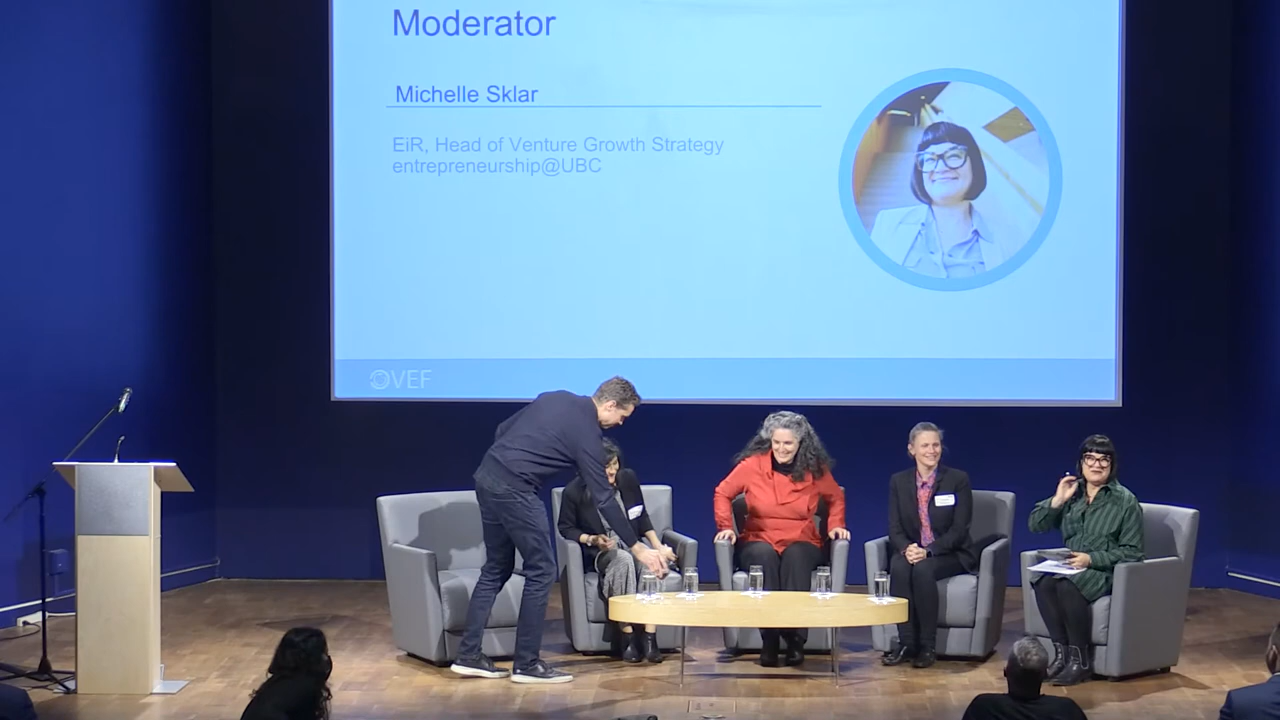 Moderator
Michelle Sklar
EiR, Head of Venture Growth Strategy
entrepreneurship@UBC
VEF